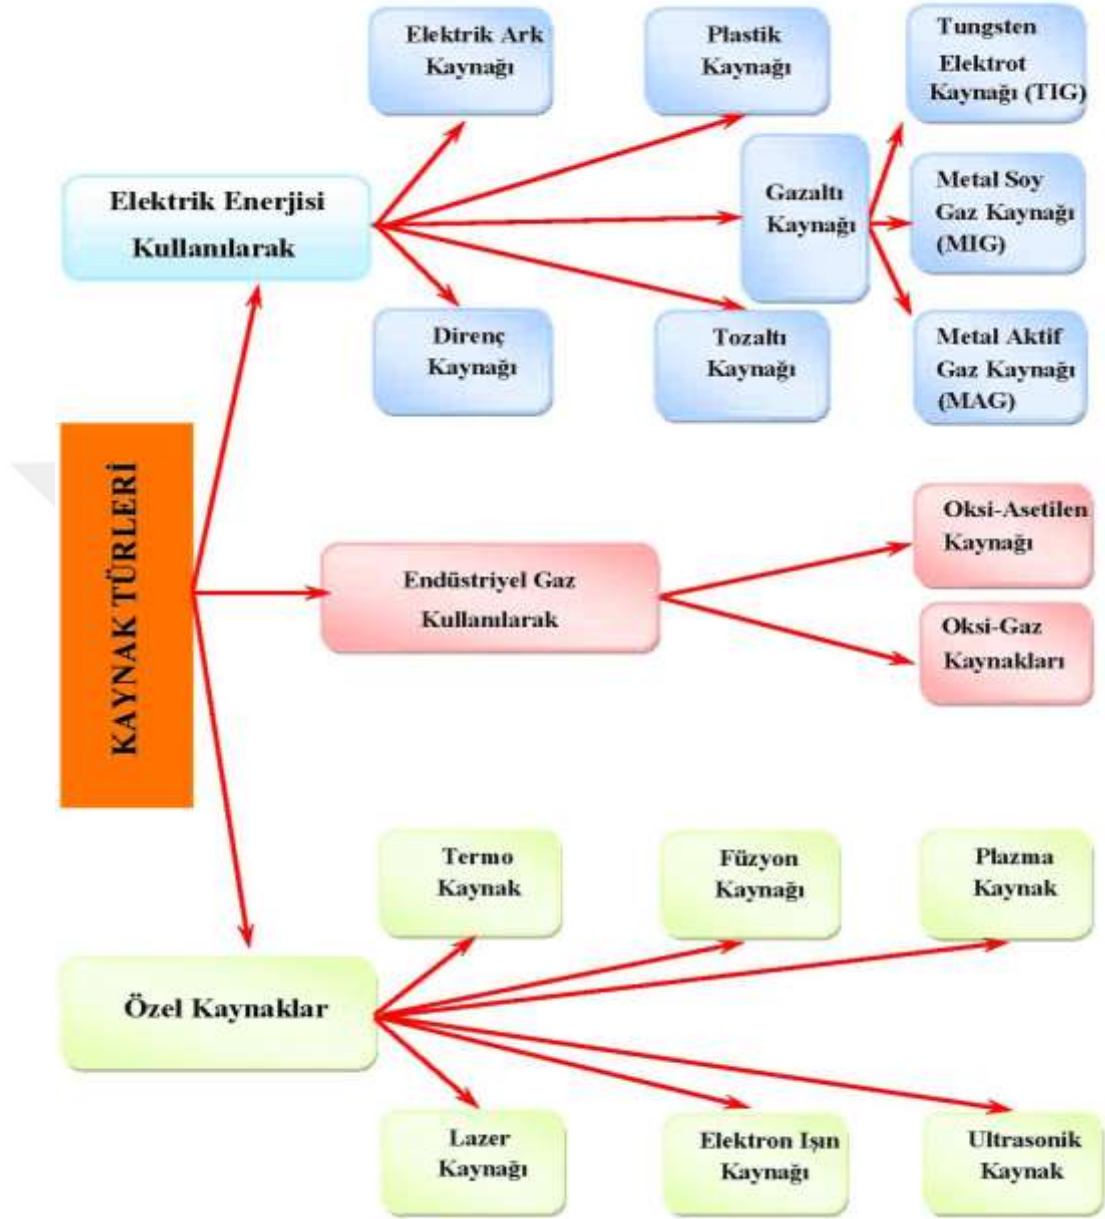 Elektrik Ark
Kaynağı
Plastik
Kaynağı
Tungsten
Elektrot
Kaynağı (TIG)
Elektrik Enerjisi
Kullanılarak
Gazaltı
Kaynağı
Metal Soy
Gaz Kaynağı
(MIG)
Direnç
Kaynağı
Tozaltı
Kaynağı
Metal Aktif
Gaz Kaynağı
(MAG)
KAYNAK TÜRLERİ
Endüstriyel Gaz
Kullanılarak
Oksi-Asetilen
Kaynağı
Oksi-Gaz
Kaynakları
Termo
Kaynak
Füzyon
Kaynağı
Plazma
Kaynak
Özel Kaynaklar
Lazer
Kaynağı
Elektron Işın
Kaynağı
Ultrasonik
Kaynak